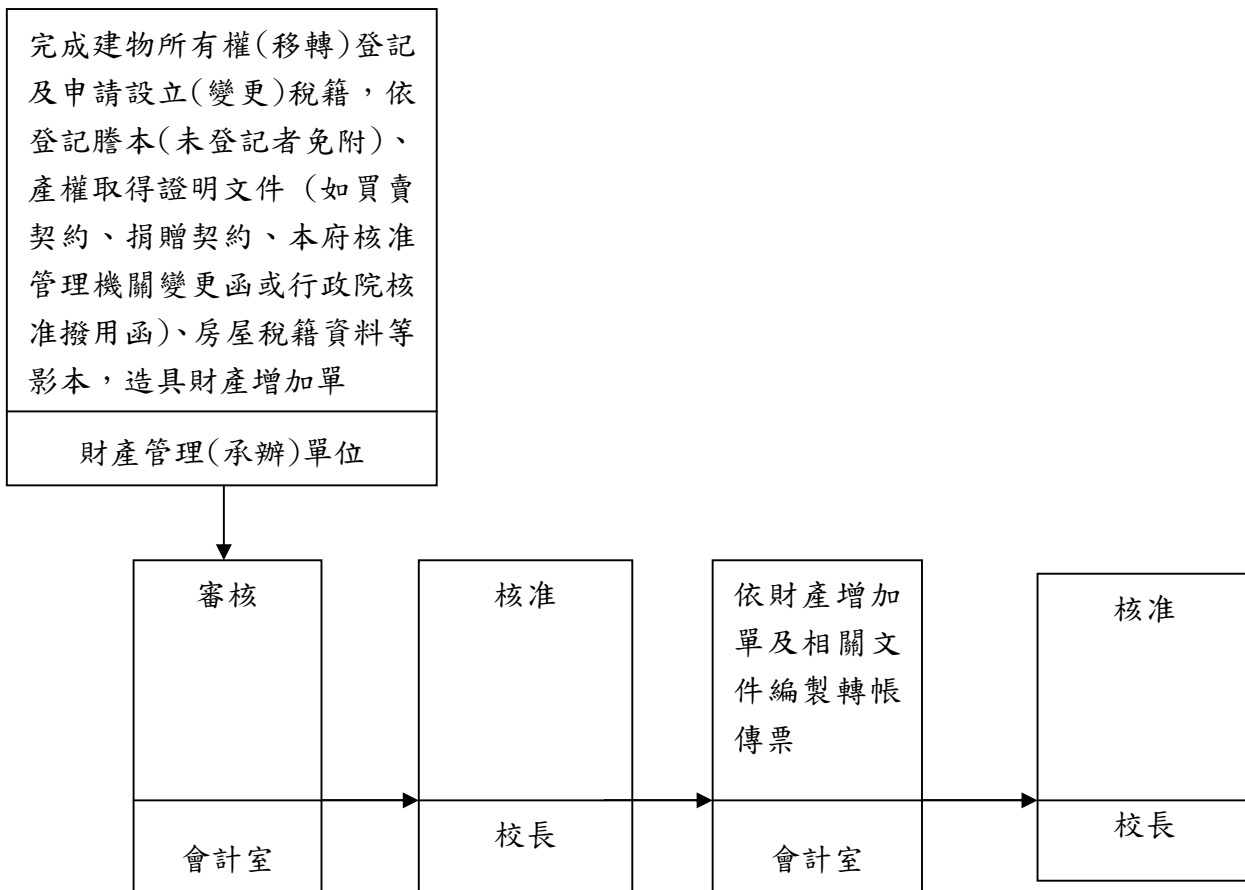 完成建物所有權(移轉)登記
及申請設立(變更)稅籍，依
登記謄本(未登記者免附)、
產權取得證明文件（如買賣
契約、捐贈契約、本府核准
管理機關變更函或行政院核
准撥用函)、房屋稅籍資料等
影本，造具財產增加單
財產管理(承辦)單位
審核
會計室
核准
校長
依財產增加
單及相關文
件編製轉帳
傳票
會計室
核准
校長